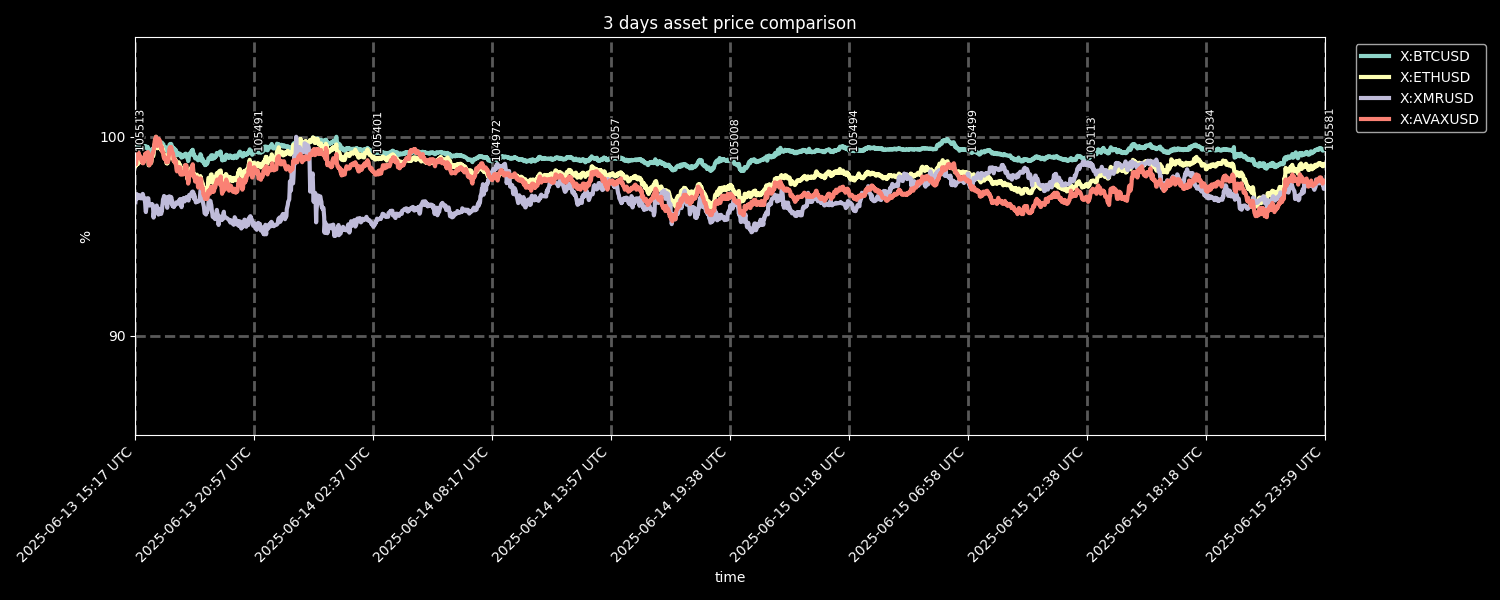 3 days asset price comparison
X:BTCUSD
X:ETHUSD
X:XMRUSD
X:AVAXUSD
105513
105491
105401
104972
105057
105008
105494
105499
105113
105534
105581
100
90
%
2025-06-13 15:17 UTC
2025-06-13 20:57 UTC
2025-06-14 02:37 UTC
2025-06-14 08:17 UTC
2025-06-14 13:57 UTC
2025-06-14 19:38 UTC
2025-06-15 01:18 UTC
2025-06-15 06:58 UTC
2025-06-15 12:38 UTC
2025-06-15 18:18 UTC
2025-06-15 23:59 UTC
time